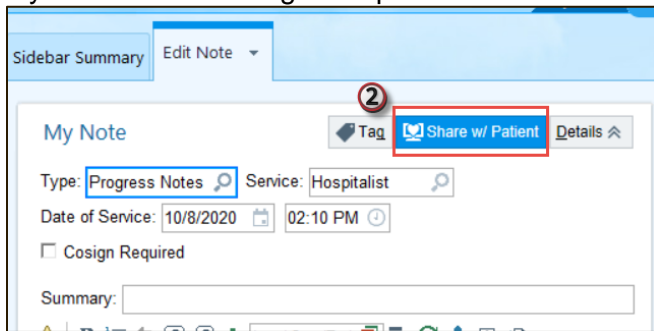 Sidebar Summary Edit Note
2
My Note Tag Share w/ Patient Details
Type: Progress Notes Service: Hospitalist
Date of Service: 10/8/2020 02:10 PM
Cosign Required
Summary: